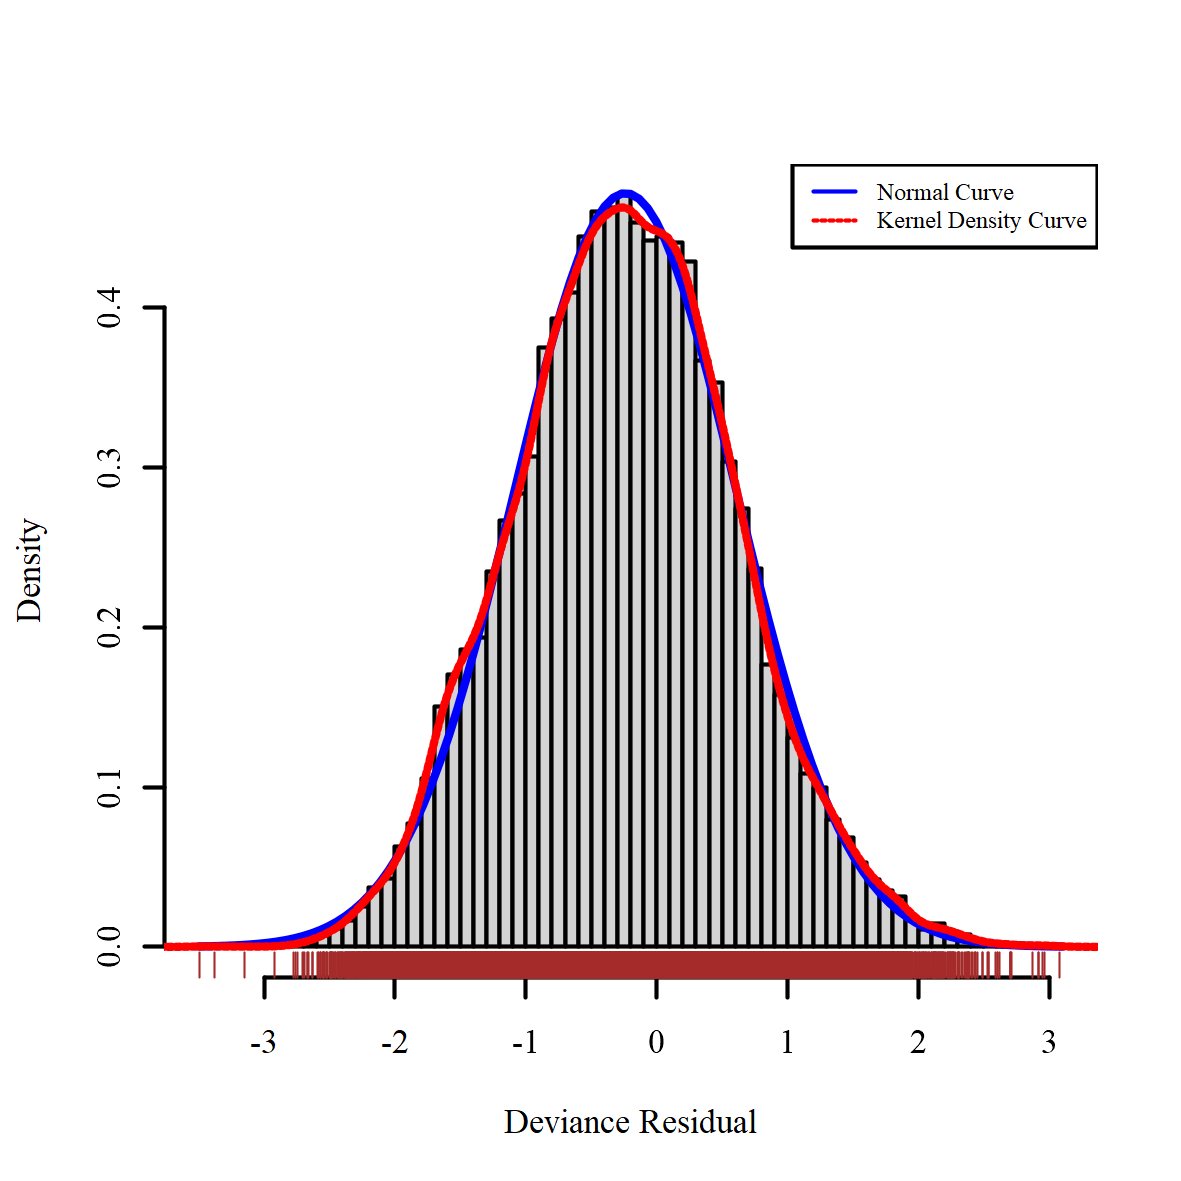 Normal Curve
Kernel Density Curve
0.4
0.3
0.2
0.1
0.0
Density
-3 -2 -1 0 1 2 3
Deviance Residual